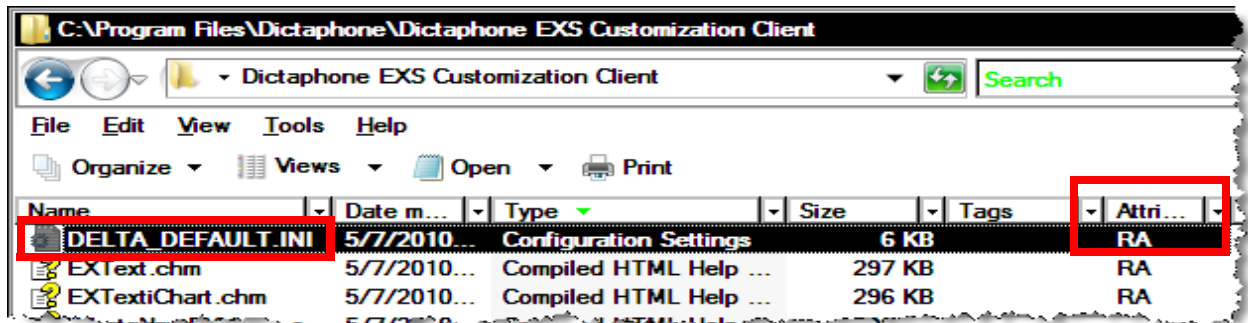 C:\Program Files\Dictaphone\Dictaphone EXS Customization Client
Dictaphone EXS Customization Client Search
File Edit View Tools Help
Organize Views Open Print
Name Date m... Type Size Tags Attri...
DELTA_DEFAULT.INI 5/7/2010... Configuration Settings 6 KB RA
EXText.chm 5/7/2010... Compiled HTML Help ... 297 KB RA
EXTextiChart.chm 5/7/2010... Compiled HTML Help ... 296 KB RA